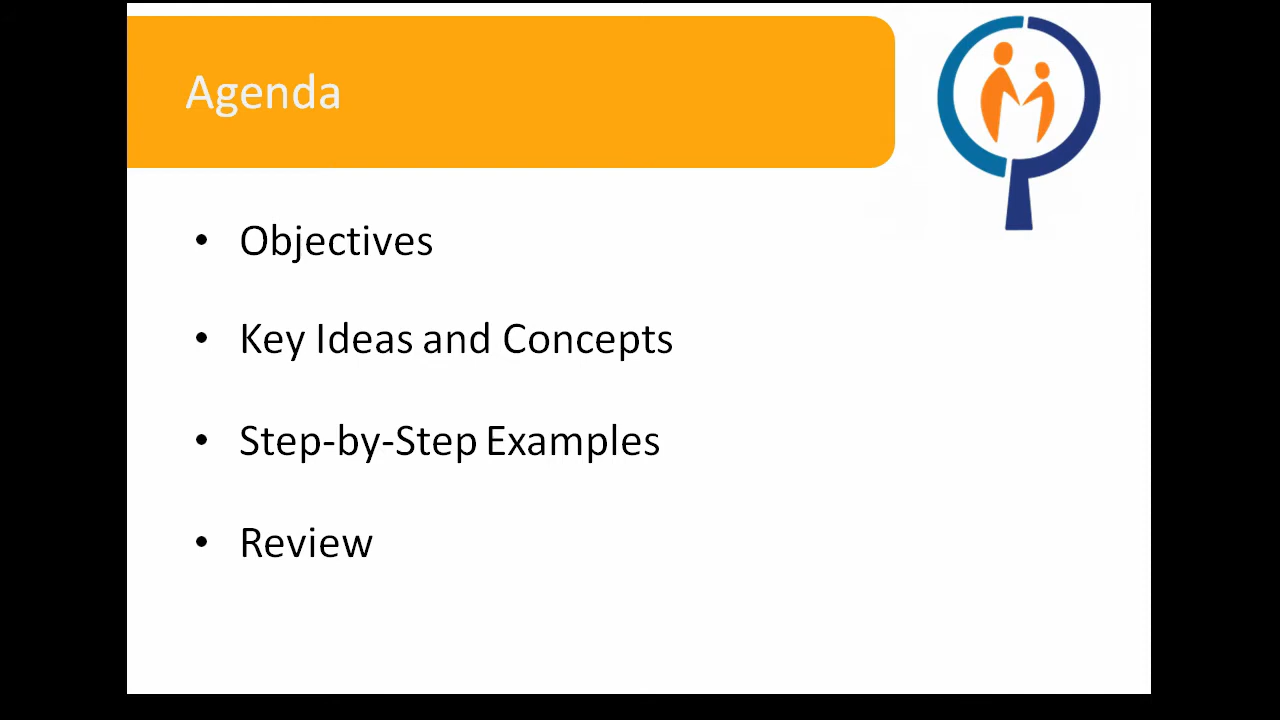 Agenda
• Objectives
• Key Ideas and Concepts
• Step-by-Step Examples
• Review